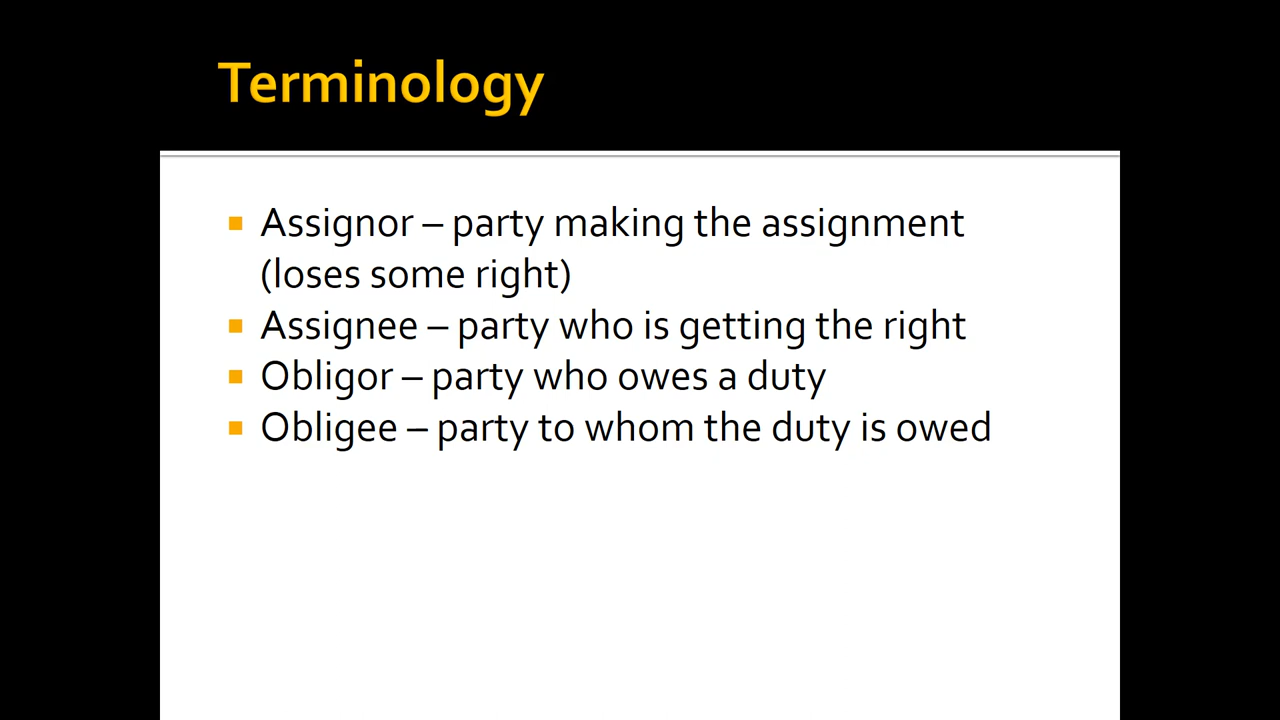 Terminology
Assignor – party making the assignment
(loses some right)
Assignee – party who is getting the right
Obligor – party who owes a duty
Obligee – party to whom the duty is owed